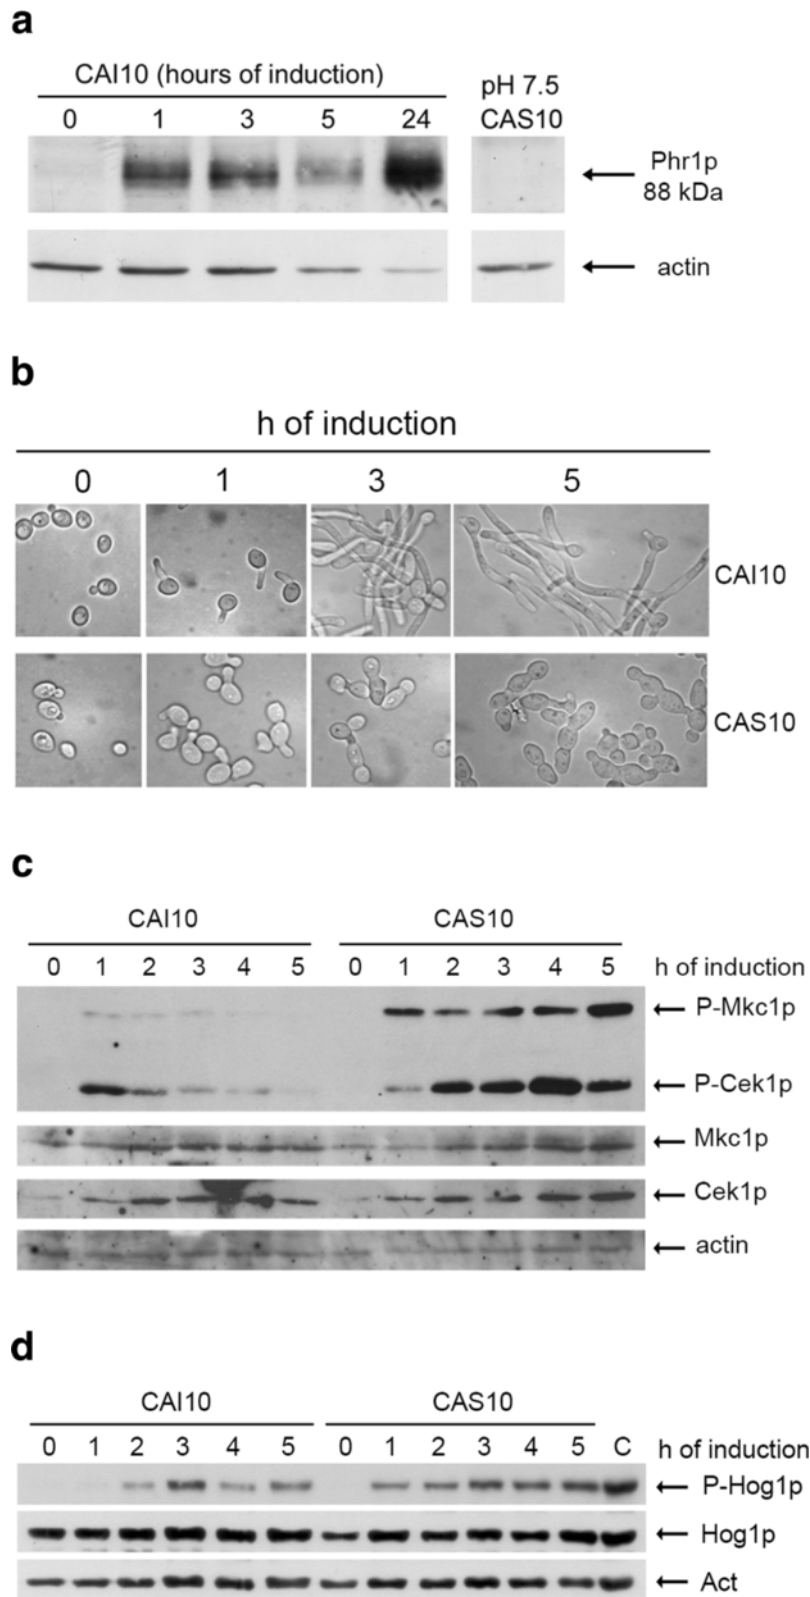 a
CAI10 (hours of induction)
0 1 3 5 24
pH 7.5
CAS10
Phr1p
88 kDa
actin
b
h of induction
0 1 3 5
CAI10
CAS10
c
CAI10 CAS10
0 1 2 3 4 5 0 1 2 3 4 5 h of induction
P-Mkc1p
P-Cek1p
Mkc1p
Cek1p
actin
d
CAI10 CAS10
0 1 2 3 4 5 0 1 2 3 4 5 C h of induction
P-Hog1p
Hog1p
Act